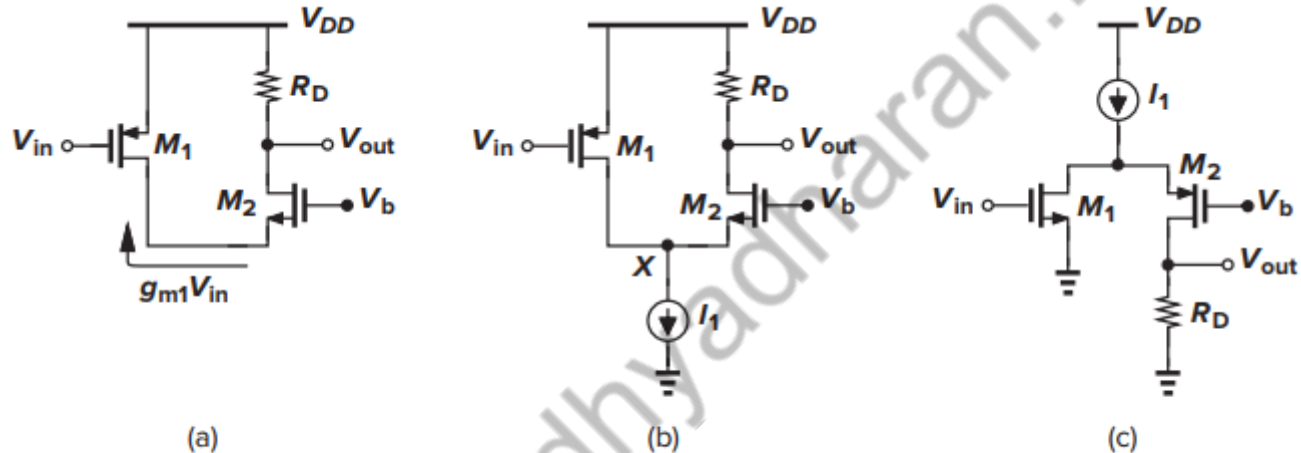 V_DD
R_D
V_in
M_1
V_out
M_2
V_b
g_m1V_in
(a)
V_DD
R_D
V_in
M_1
V_out
M_2
V_b
X
I_1
(b)
V_DD
I_1
M_2
V_in
M_1
V_b
V_out
R_D
(c)
dhyadharan.